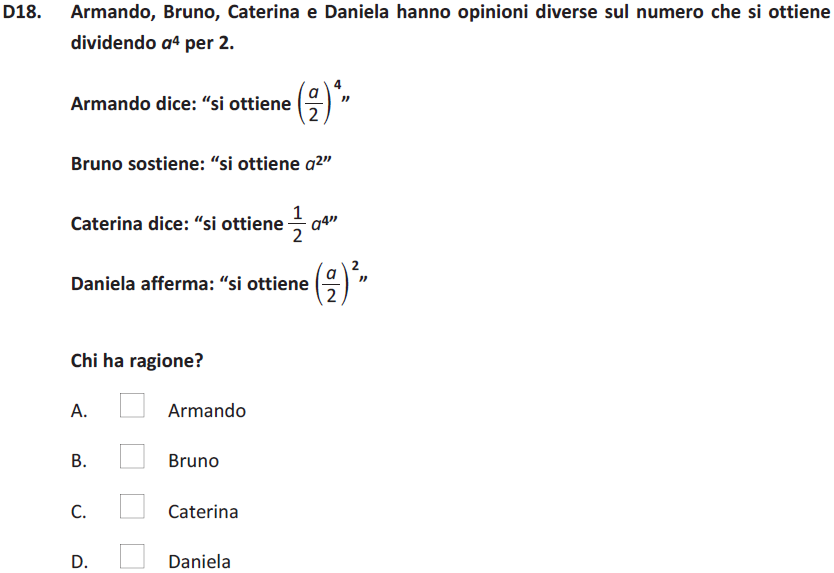 D18. Armando, Bruno, Caterina e Daniela hanno opinioni diverse sul numero che si ottiene
dividendo a⁴ per 2.
Armando dice: “si ottiene (a/2)⁴”
Bruno sostiene: “si ottiene a²”
Caterina dice: “si ottiene 1/2 a⁴”
Daniela afferma: “si ottiene (a/2)²”
Chi ha ragione?
A. Armando
B. Bruno
C. Caterina
D. Daniela